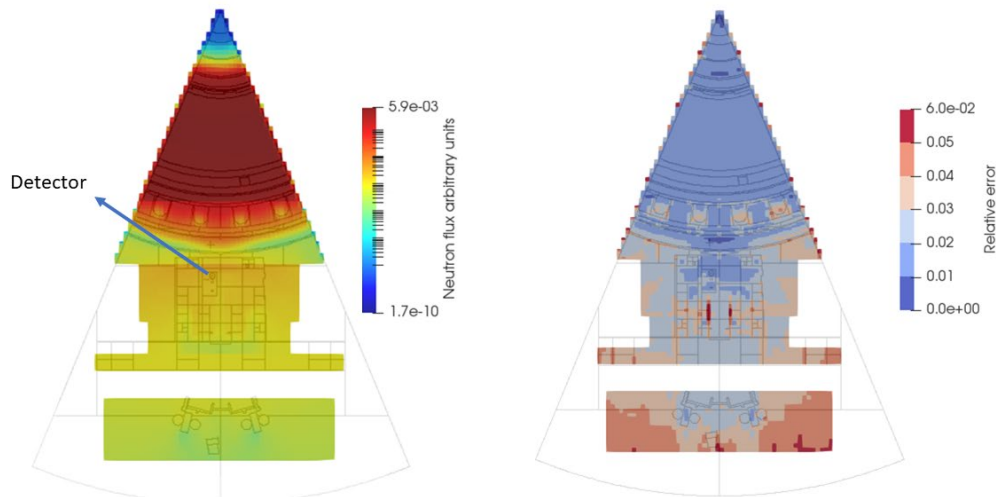 Detector
5.9e-03
Neutron flux arbitrary units
1.7e-10
6.0e-02
0.05
0.04
0.03
0.02
0.01
0.0e+00
Relative error